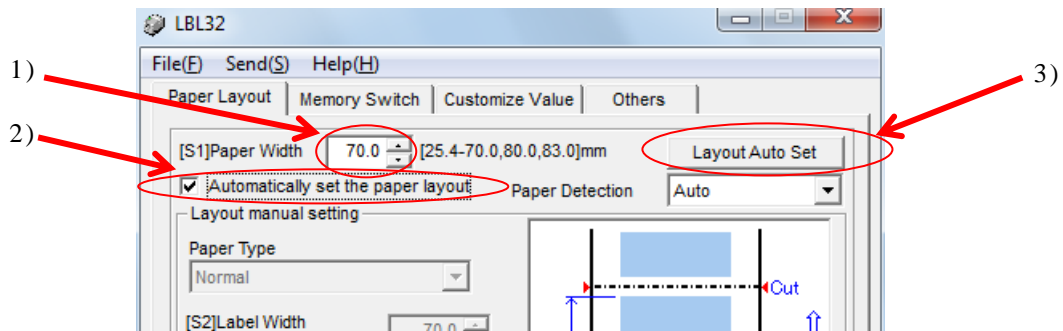 LBL32
File(F) Send(S) Help(H)
1)
3)
Paper Layout Memory Switch Customize Value Others
2)
[S1]Paper Width 70.0 [25.4-70.0,80.0,83.0]mm Layout Auto Set
Automatically set the paper layout Paper Detection Auto
Layout manual setting
Paper Type
Normal
Cut
[S2]Label Width 70.0